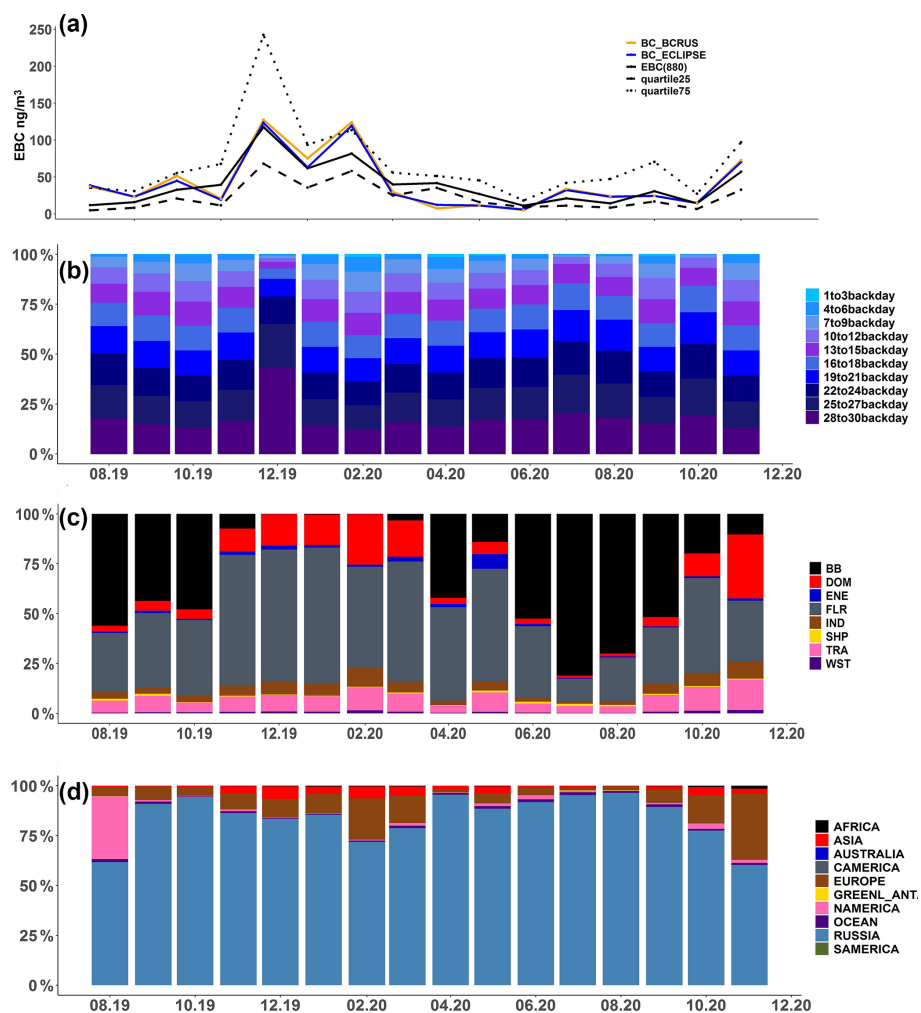 (a)
EBC ng/m³
250
200
150
100
50
0
BC_BCRUS
BC_ECLIPSE
EBC(880)
quartile25
quartile75
(b)
100 %
75 %
50 %
25 %
0 %
08.19 10.19 12.19 02.20 04.20 06.20 08.20 10.20 12.20
1to3backday
4to6backday
7to9backday
10to12backday
13to15backday
16to18backday
19to21backday
22to24backday
25to27backday
28to30backday
(c)
100 %
75 %
50 %
25 %
0 %
08.19 10.19 12.19 02.20 04.20 06.20 08.20 10.20 12.20
BB
DOM
ENE
FLR
IND
SHP
TRA
WST
(d)
100 %
75 %
50 %
25 %
0 %
08.19 10.19 12.19 02.20 04.20 06.20 08.20 10.20 12.20
AFRICA
ASIA
AUSTRALIA
CAMERICA
EUROPE
GREENL_ANT.
NAMERICA
OCEAN
RUSSIA
SAMERICA